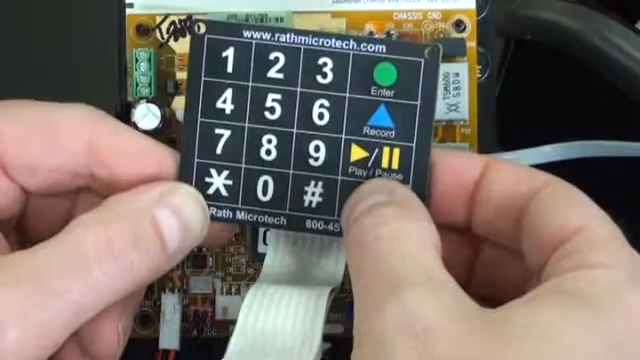 CHASSIS GND
www.rathmicrotech.com
1 2 3 Enter
4 5 6 Record
7 8 9 Play / Pause
* 0 #
Rath Microtech 800-45